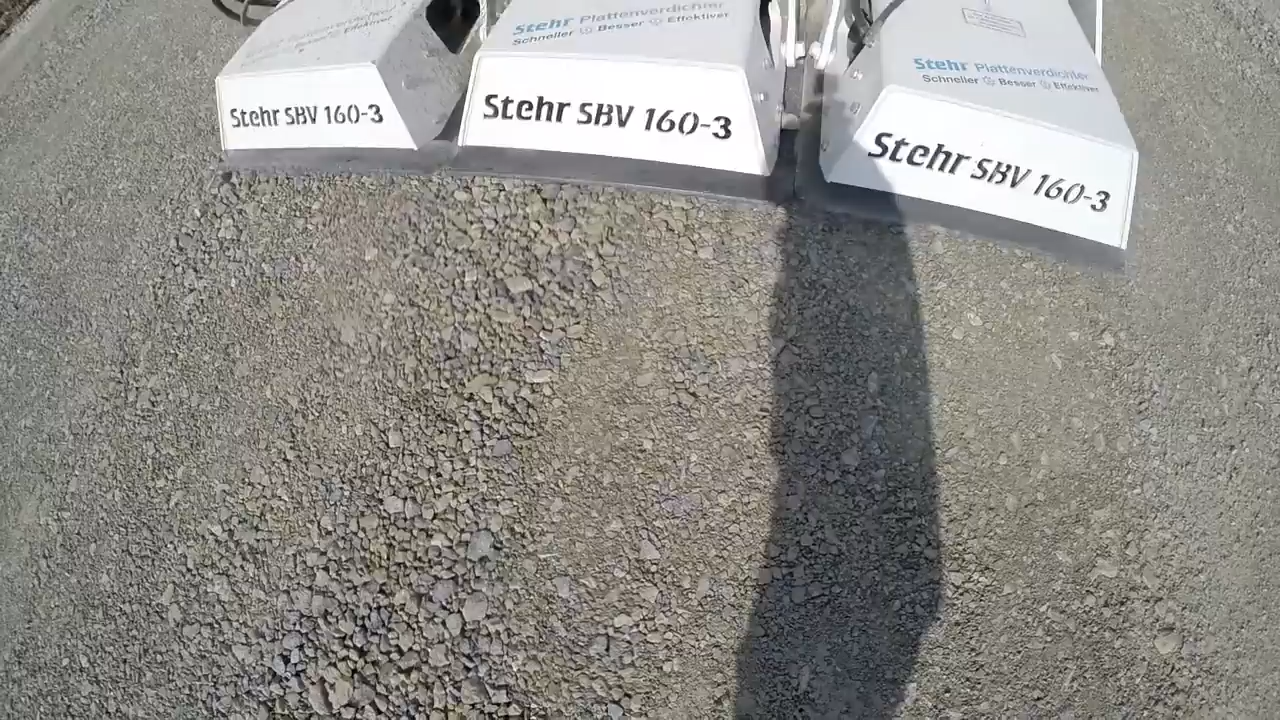 Stehr Plattenverdichter
Schneller Besser Effektiver
Stehr SBV 160-3
Stehr Plattenverdichter
Schneller Besser Effektiver
Stehr SBV 160-3
Stehr SBV 160-3